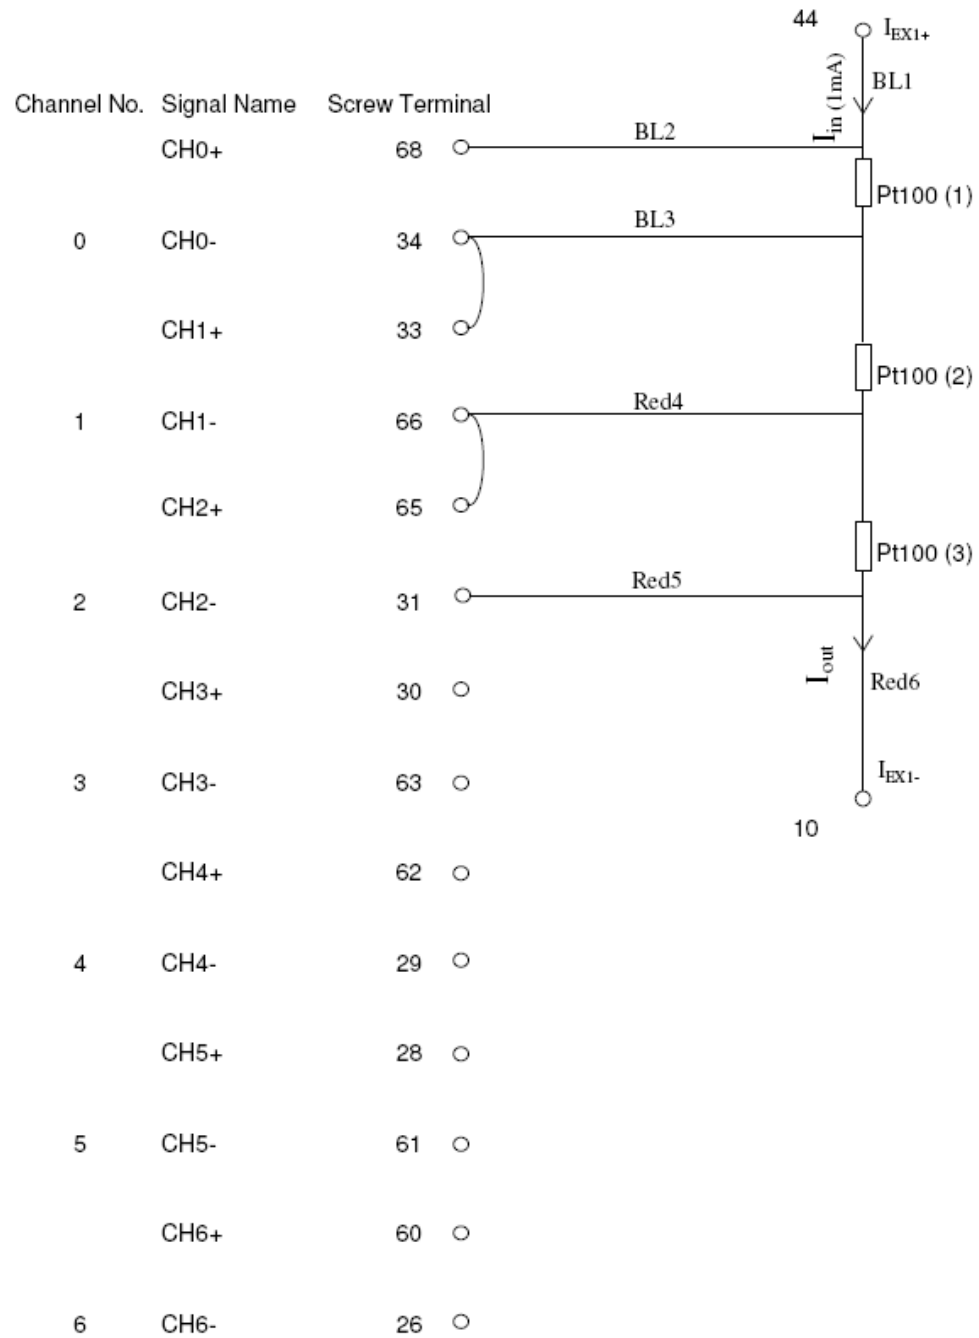 44
I_EX1+
I_in (1mA)
BL1
Channel No. Signal Name Screw Terminal
BL2
CH0+ 68
Pt100 (1)
BL3
0 CH0- 34
CH1+ 33
Pt100 (2)
Red4
1 CH1- 66
CH2+ 65
Pt100 (3)
Red5
2 CH2- 31
I_out
Red6
CH3+ 30
I_EX1-
3 CH3- 63
10
CH4+ 62
4 CH4- 29
CH5+ 28
5 CH5- 61
CH6+ 60
6 CH6- 26